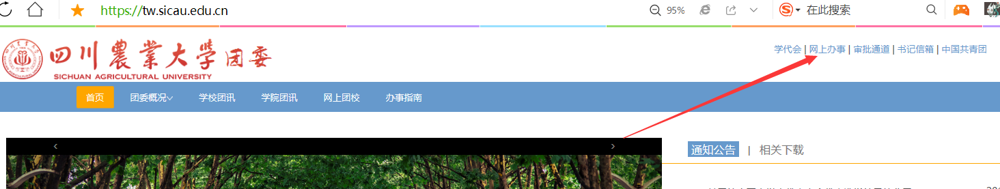 https://tw.sicau.edu.cn
95%
在此搜索
四川農業大学团委
SICHUAN AGRICULTURAL UNIVERSITY
学代会 | 网上办事 | 审批通道 | 书记信箱 | 中国共青团
首页 团委概况 学校团讯 学院团讯 网上团校 办事指南
通知公告 | 相关下载